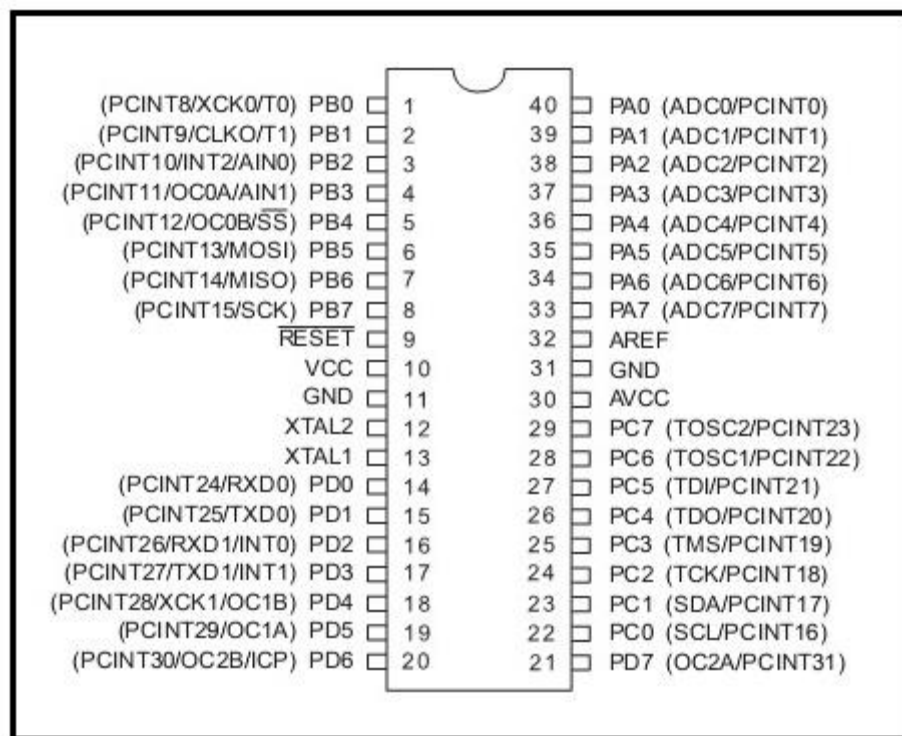 (PCINT8/XCK0/T0) PB0 1 40 PA0 (ADC0/PCINT0)
(PCINT9/CLKO/T1) PB1 2 39 PA1 (ADC1/PCINT1)
(PCINT10/INT2/AIN0) PB2 3 38 PA2 (ADC2/PCINT2)
(PCINT11/OC0A/AIN1) PB3 4 37 PA3 (ADC3/PCINT3)
(PCINT12/OC0B/S̅S̅) PB4 5 36 PA4 (ADC4/PCINT4)
(PCINT13/MOSI) PB5 6 35 PA5 (ADC5/PCINT5)
(PCINT14/MISO) PB6 7 34 PA6 (ADC6/PCINT6)
(PCINT15/SCK) PB7 8 33 PA7 (ADC7/PCINT7)
R̅E̅S̅E̅T̅ 9 32 AREF
VCC 10 31 GND
GND 11 30 AVCC
XTAL2 12 29 PC7 (TOSC2/PCINT23)
XTAL1 13 28 PC6 (TOSC1/PCINT22)
(PCINT24/RXD0) PD0 14 27 PC5 (TDI/PCINT21)
(PCINT25/TXD0) PD1 15 26 PC4 (TDO/PCINT20)
(PCINT26/RXD1/INT0) PD2 16 25 PC3 (TMS/PCINT19)
(PCINT27/TXD1/INT1) PD3 17 24 PC2 (TCK/PCINT18)
(PCINT28/XCK1/OC1B) PD4 18 23 PC1 (SDA/PCINT17)
(PCINT29/OC1A) PD5 19 22 PC0 (SCL/PCINT16)
(PCINT30/OC2B/ICP) PD6 20 21 PD7 (OC2A/PCINT31)